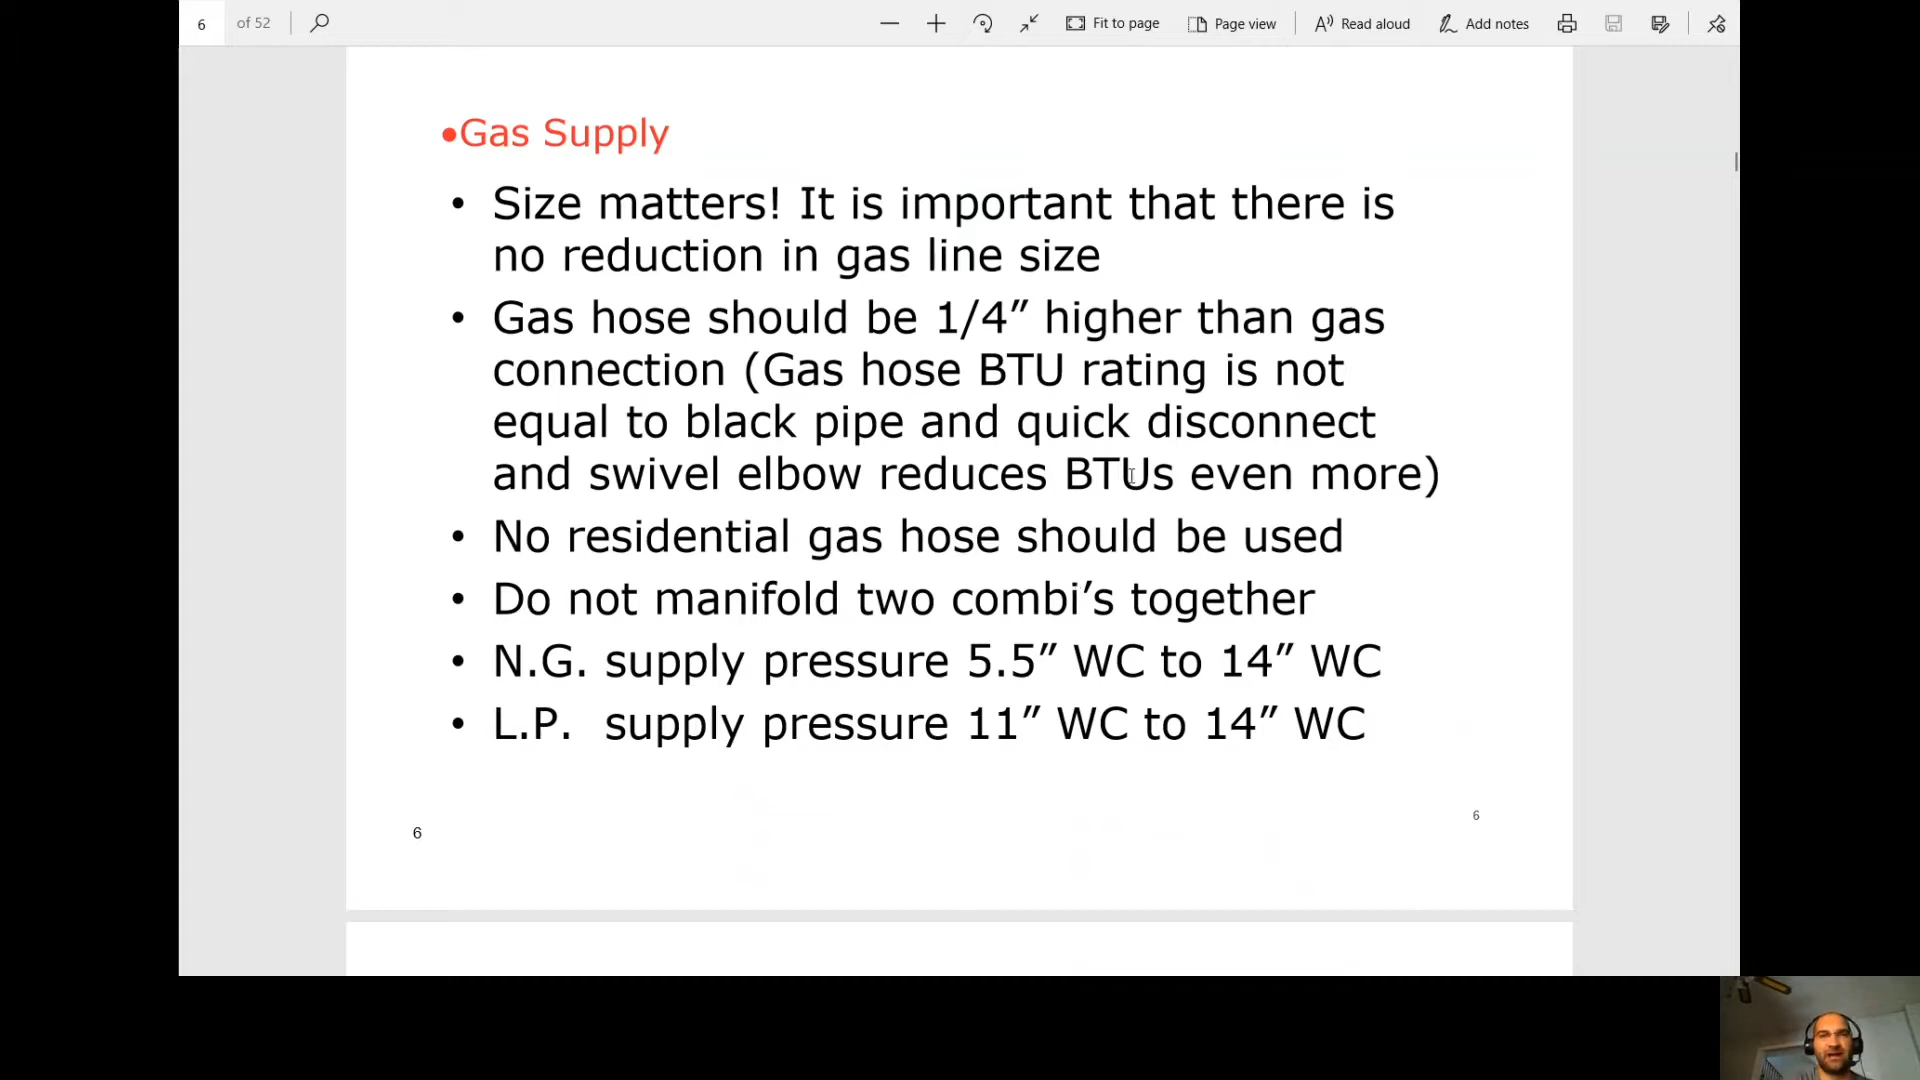 6 of 52 Fit to page Page view Read aloud Add notes
•Gas Supply
• Size matters! It is important that there is
no reduction in gas line size
• Gas hose should be 1/4” higher than gas
connection (Gas hose BTU rating is not
equal to black pipe and quick disconnect
and swivel elbow reduces BTUs even more)
• No residential gas hose should be used
• Do not manifold two combi’s together
• N.G. supply pressure 5.5” WC to 14” WC
• L.P. supply pressure 11” WC to 14” WC
6
6